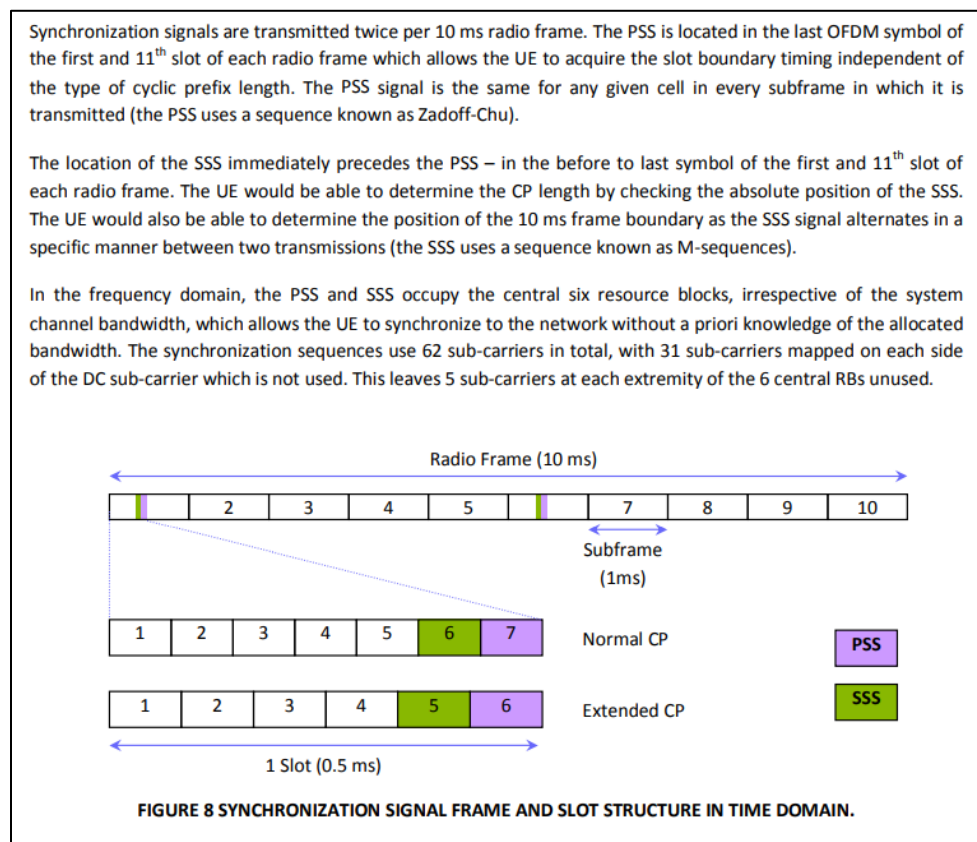 Synchronization signals are transmitted twice per 10 ms radio frame. The PSS is located in the last OFDM symbol of
the first and 11th slot of each radio frame which allows the UE to acquire the slot boundary timing independent of
the type of cyclic prefix length. The PSS signal is the same for any given cell in every subframe in which it is
transmitted (the PSS uses a sequence known as Zadoff-Chu).
The location of the SSS immediately precedes the PSS – in the before to last symbol of the first and 11th slot of
each radio frame. The UE would be able to determine the CP length by checking the absolute position of the SSS.
The UE would also be able to determine the position of the 10 ms frame boundary as the SSS signal alternates in a
specific manner between two transmissions (the SSS uses a sequence known as M-sequences).
In the frequency domain, the PSS and SSS occupy the central six resource blocks, irrespective of the system
channel bandwidth, which allows the UE to synchronize to the network without a priori knowledge of the allocated
bandwidth. The synchronization sequences use 62 sub-carriers in total, with 31 sub-carriers mapped on each side
of the DC sub-carrier which is not used. This leaves 5 sub-carriers at each extremity of the 6 central RBs unused.
Radio Frame (10 ms)
2 3 4 5 7 8 9 10
Subframe
(1ms)
1 2 3 4 5 6 7 Normal CP PSS
1 2 3 4 5 6 Extended CP SSS
1 Slot (0.5 ms)
FIGURE 8 SYNCHRONIZATION SIGNAL FRAME AND SLOT STRUCTURE IN TIME DOMAIN.